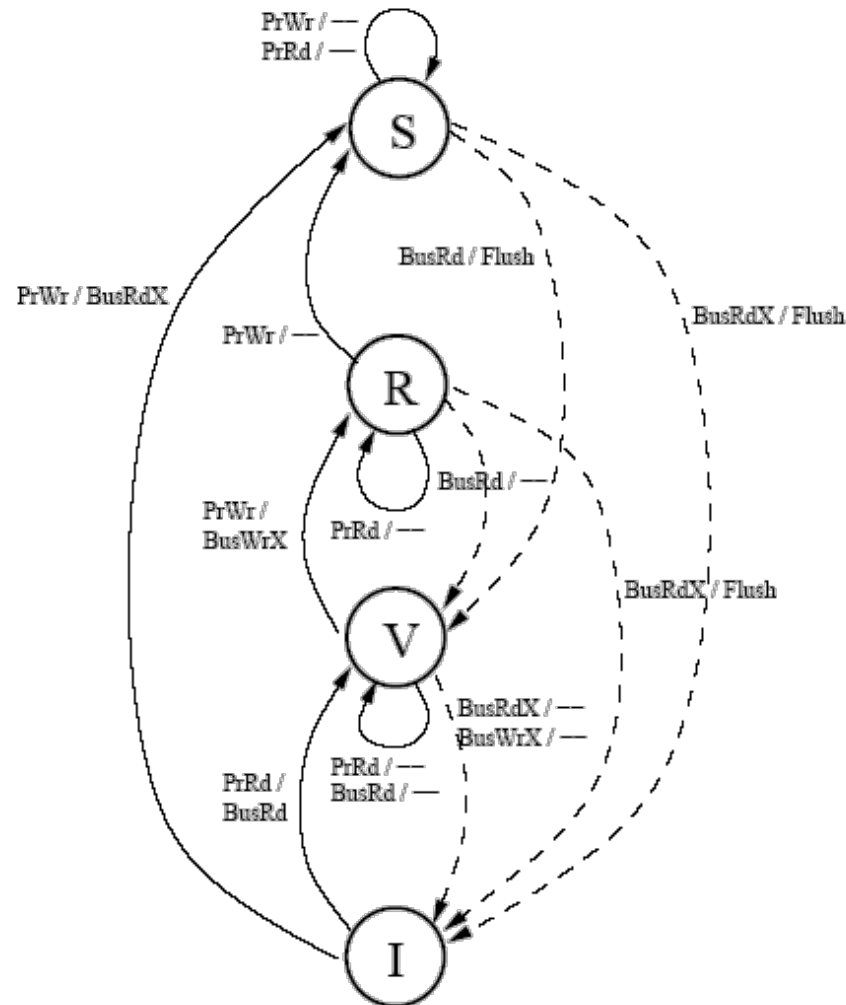 PrWr / —
PrRd / —
S
BusRd / Flush
PrWr / BusRdX
BusRdX / Flush
PrWr / —
R
BusRd / —
PrWr /
BusWrX
PrRd / —
BusRdX / Flush
V
BusRdX / —
BusWrX / —
PrRd / —
BusRd / —
PrRd /
BusRd
I